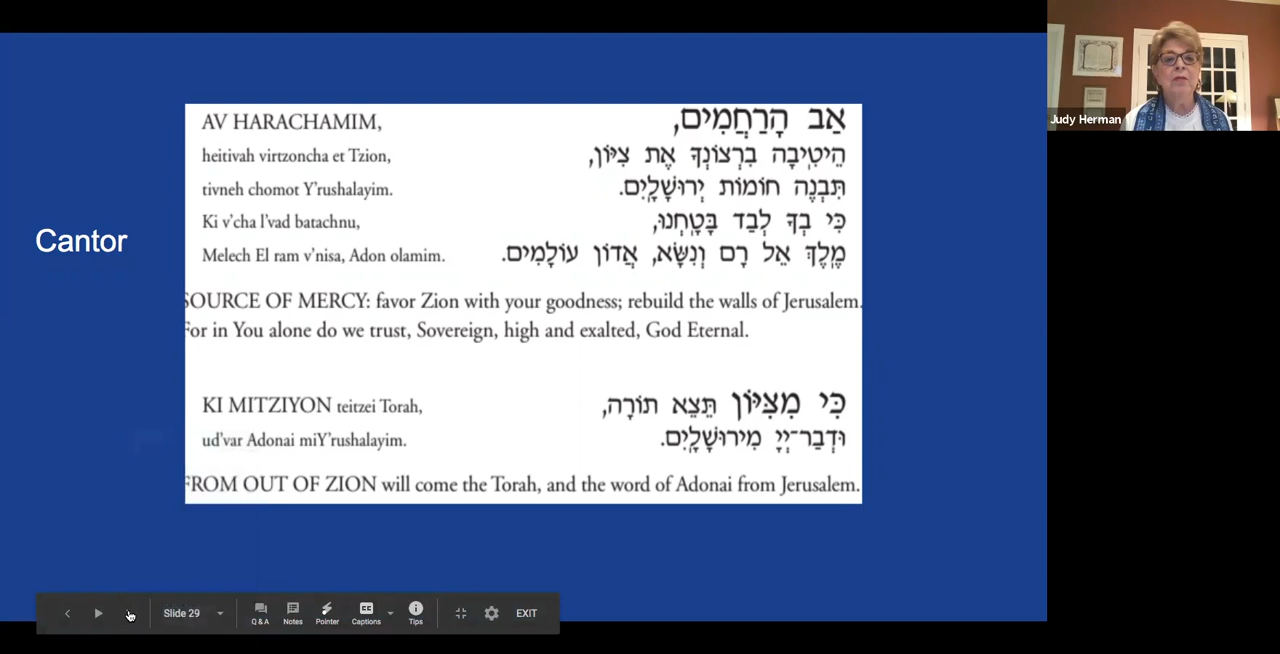 Cantor
AV HARACHAMIM,
heitivah virtzoncha et Tzion,
tivneh chomot Y'rushalayim.
Ki v'cha l'vad batachnu,
Melech El ram v'nisa, Adon olamim.
אַב הָרַחֲמִים,
הֵיטִֽיבָה בִרְצוֹנְךָ אֶת צִיּוֹן,
תִּבְנֶה חוֹמוֹת יְרוּשָׁלָֽיִם.
כִּי בְךָ לְבַד בָּטָֽחְנוּ,
מֶֽלֶךְ אֵל רָם וְנִשָּׂא, אֲדוֹן עוֹלָמִים.
SOURCE OF MERCY: favor Zion with your goodness; rebuild the walls of Jerusalem.
For in You alone do we trust, Sovereign, high and exalted, God Eternal.
KI MITZIYON teitzei Torah,
ud'var Adonai miY'rushalayim.
כִּי מִצִּיּוֹן תֵּצֵא תוֹרָה,
וּדְבַר־יְיָ מִירוּשָׁלָֽיִם.
FROM OUT OF ZION will come the Torah, and the word of Adonai from Jerusalem.
Judy Herman
Slide 29
Q & A
Notes
Pointer
CC
Captions
Tips
EXIT